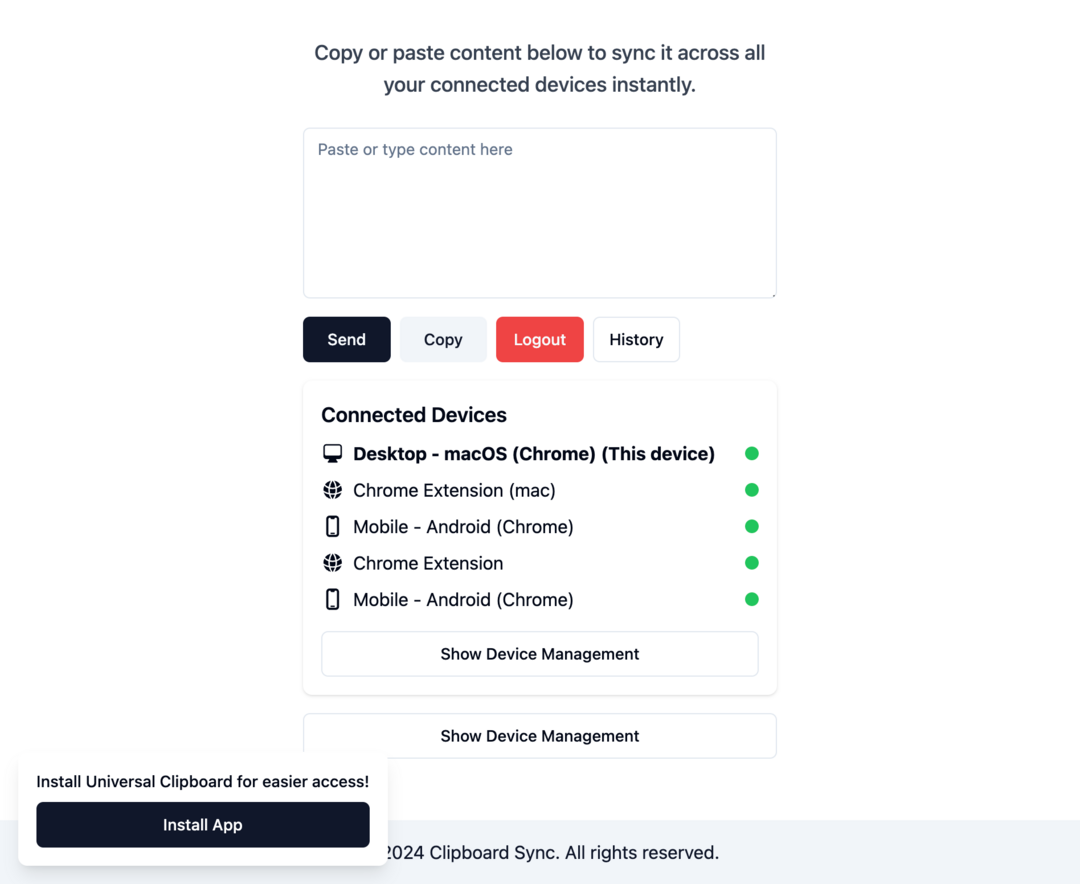 Copy or paste content below to sync it across all
your connected devices instantly.
Paste or type content here
Send Copy Logout History
Connected Devices
Desktop - macOS (Chrome) (This device)
Chrome Extension (mac)
Mobile - Android (Chrome)
Chrome Extension
Mobile - Android (Chrome)
Show Device Management
Show Device Management
Install Universal Clipboard for easier access!
Install App
2024 Clipboard Sync. All rights reserved.